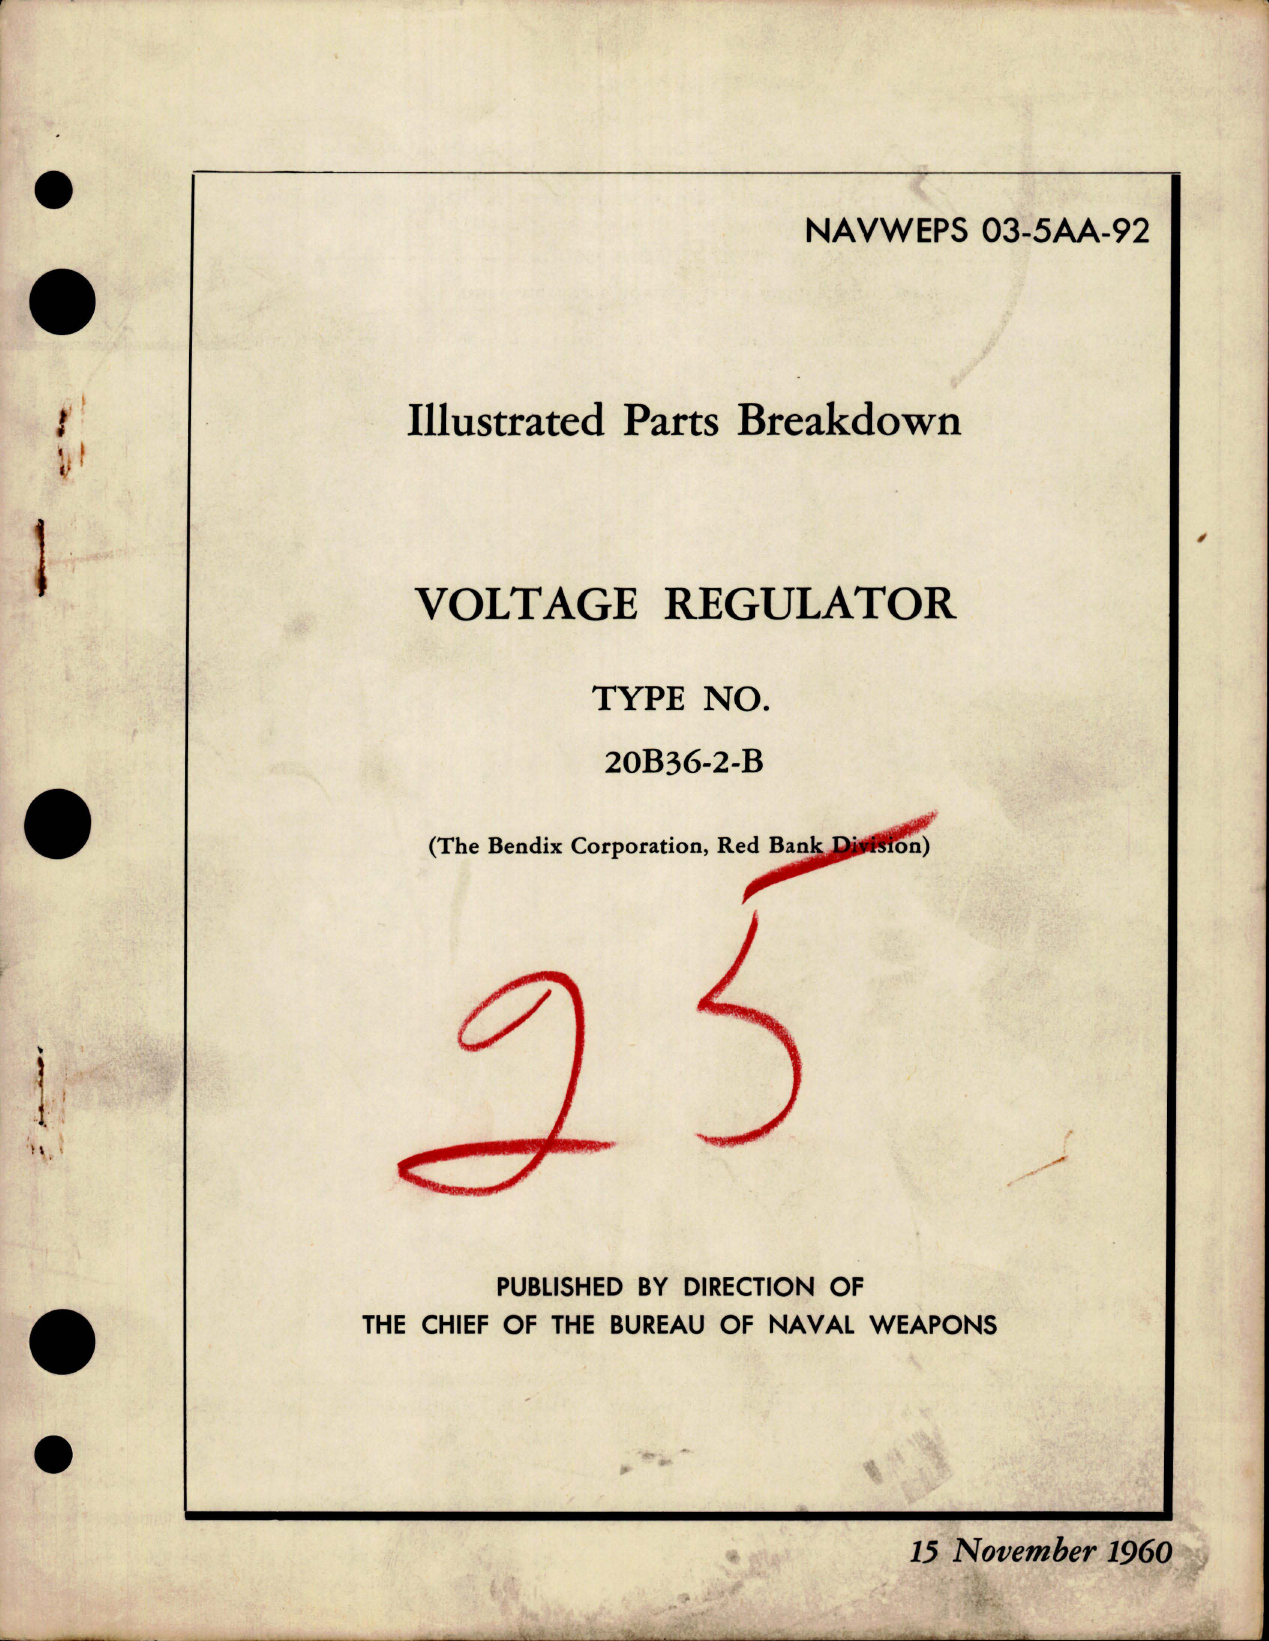 NAVWEPS 03-5AA-92
Illustrated Parts Breakdown
VOLTAGE REGULATOR
TYPE NO.
20B36-2-B
(The Bendix Corporation, Red Bank Division)
25
PUBLISHED BY DIRECTION OF
THE CHIEF OF THE BUREAU OF NAVAL WEAPONS
15 November 1960